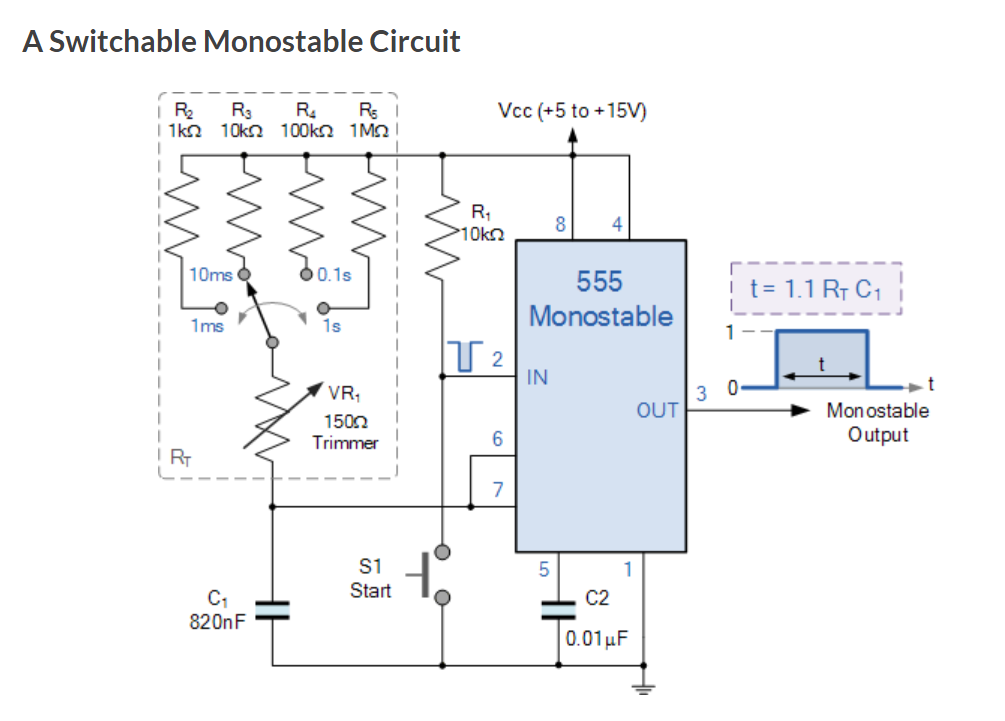 A Switchable Monostable Circuit
R₂ R₃ R₄ R₅
1kΩ 10kΩ 100kΩ 1MΩ
Vcc (+5 to +15V)
R₁
10kΩ
8 4
10ms 0.1s
1ms 1s
555
Monostable
t = 1.1 R_T C₁
1
t
0
t
2
IN
VR₁
150Ω
Trimmer
3
OUT
Monostable
Output
6
R_T
7
S1
Start
5 1
C₁
820nF
C2
0.01µF